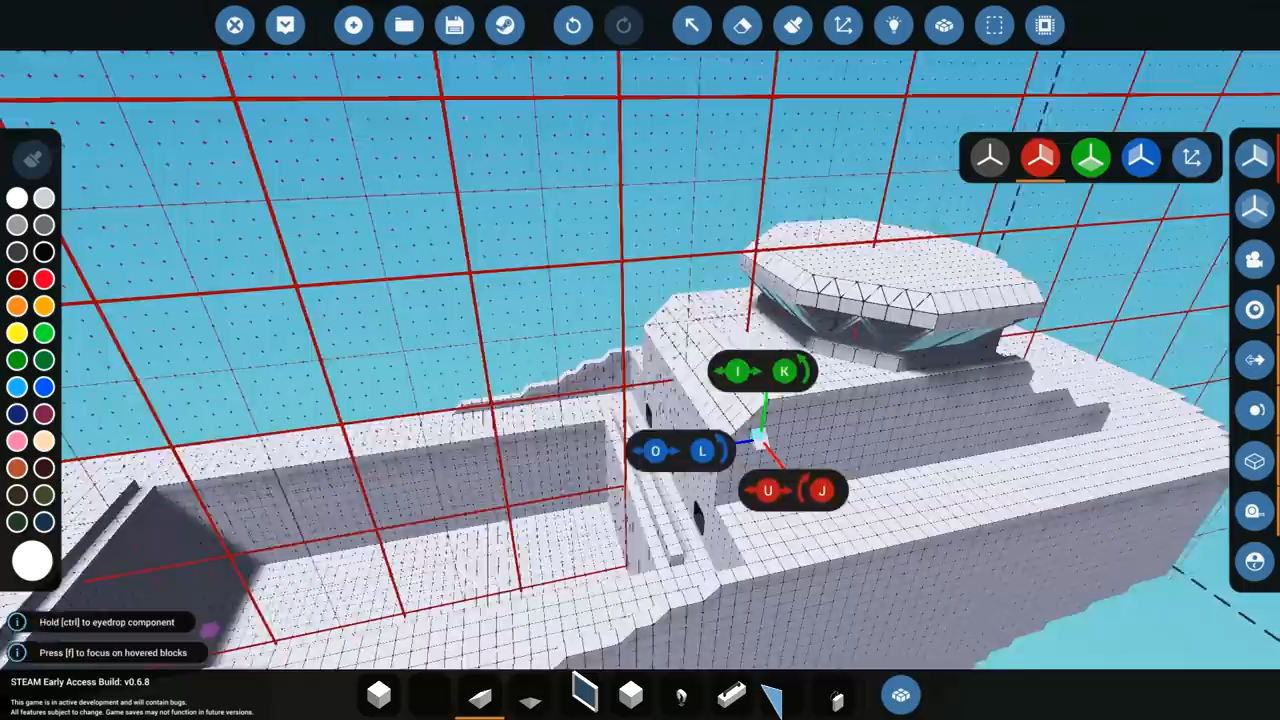 I K
O L
U J
Hold [ctrl] to eyedrop component
Press [f] to focus on hovered blocks
STEAM Early Access Build: v0.6.8
This game is in active development and will contain bugs.
All features subject to change. Game saves may not function in future versions.